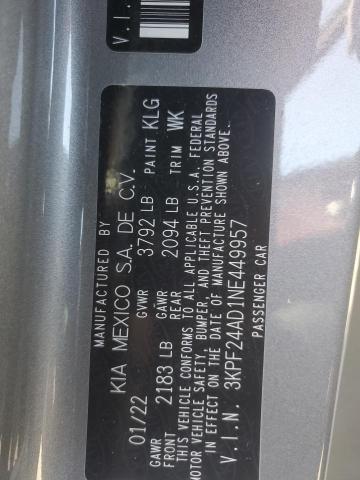 V.I.N
MANUFACTURED BY
KIA MEXICO S.A. DE C.V.
01/22 GVWR 3792 LB PAINT KLG
GAWR FRONT 2183 LB GAWR REAR 2094 LB TRIM WK
THIS VEHICLE CONFORMS TO ALL APPLICABLE U.S.A. FEDERAL
MOTOR VEHICLE SAFETY, BUMPER, AND THEFT PREVENTION STANDARDS
IN EFFECT ON THE DATE OF MANUFACTURE SHOWN ABOVE.
V.I.N. 3KPF24AD1NE449957
PASSENGER CAR